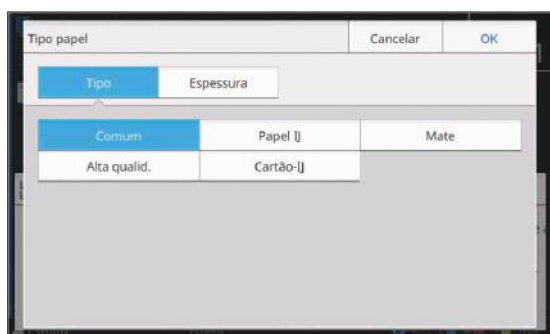 Tipo papel Cancelar OK
Tipo Espessura
Comum Papel IJ Mate
Alta qualid. Cartão-IJ